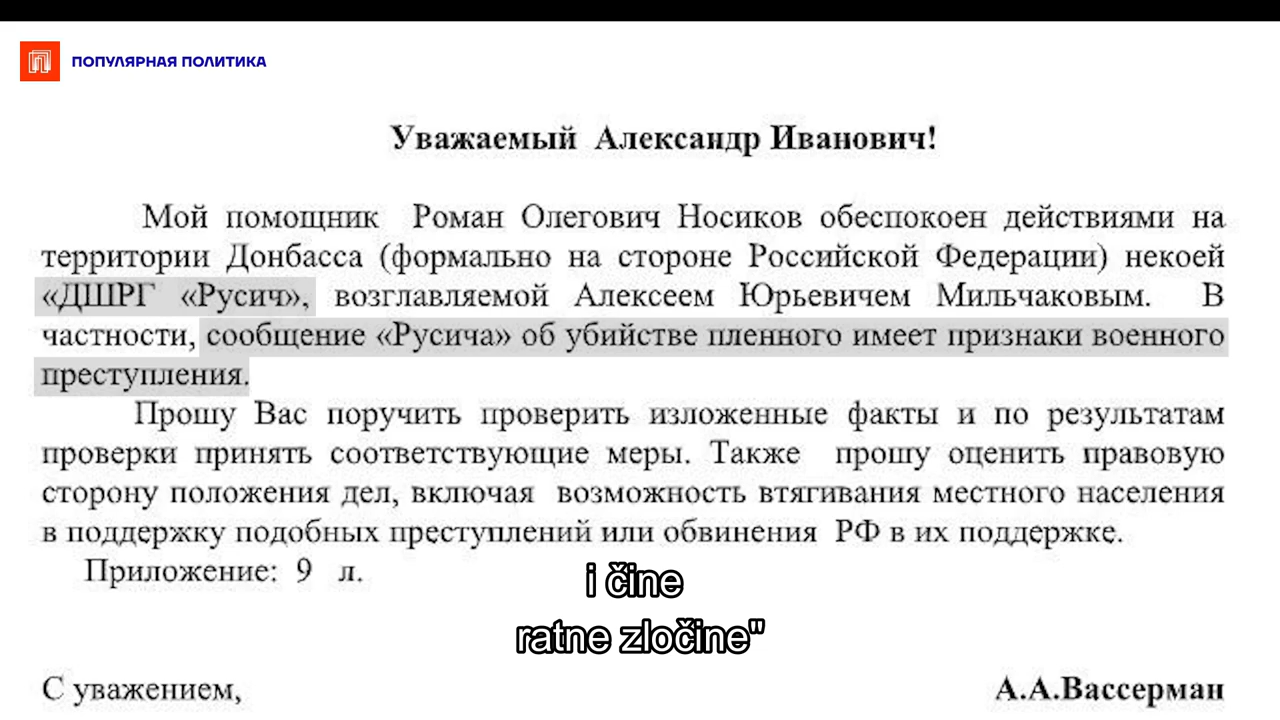 ПОПУЛЯРНАЯ ПОЛИТИКА
Уважаемый Александр Иванович!
Мой помощник Роман Олегович Носиков обеспокоен действиями на
территории Донбасса (формально на стороне Российской Федерации) некоей
«ДШРГ «Русич», возглавляемой Алексеем Юрьевичем Мильчаковым. В
частности, сообщение «Русича» об убийстве пленного имеет признаки военного
преступления.
Прошу Вас поручить проверить изложенные факты и по результатам
проверки принять соответствующие меры. Также прошу оценить правовую
сторону положения дел, включая возможность втягивания местного населения
в поддержку подобных преступлений или обвинения РФ в их поддержке.
Приложение: 9 л.
i čine
ratne zločine"
С уважением,
А.А.Вассерман